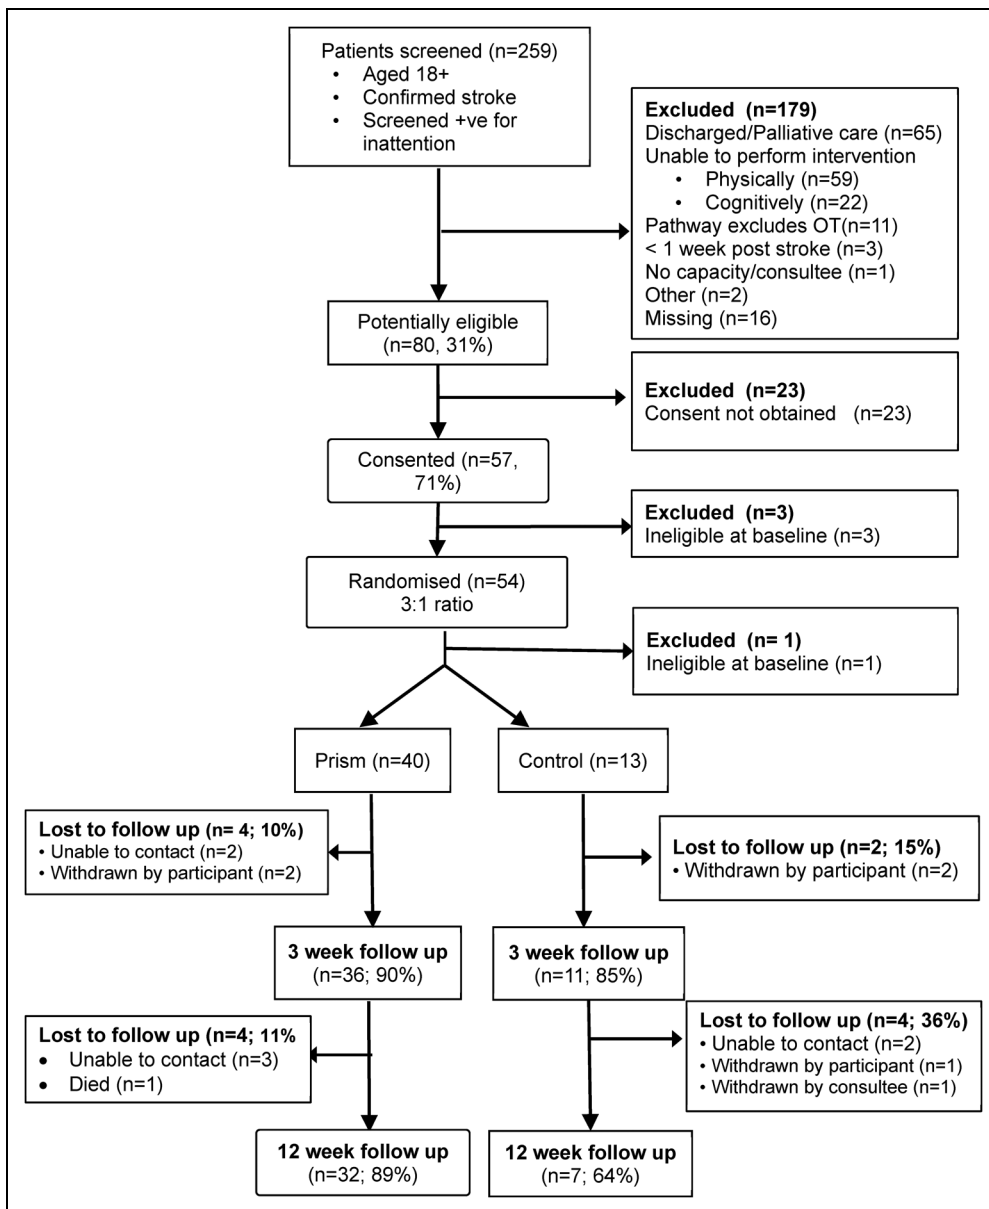 Patients screened (n=259)
• Aged 18+
• Confirmed stroke
• Screened +ve for
inattention
Excluded (n=179)
Discharged/Palliative care (n=65)
Unable to perform intervention
• Physically (n=59)
• Cognitively (n=22)
Pathway excludes OT(n=11)
< 1 week post stroke (n=3)
No capacity/consultee (n=1)
Other (n=2)
Missing (n=16)
Potentially eligible
(n=80, 31%)
Excluded (n=23)
Consent not obtained (n=23)
Consented (n=57,
71%)
Excluded (n=3)
Ineligible at baseline (n=3)
Randomised (n=54)
3:1 ratio
Excluded (n= 1)
Ineligible at baseline (n=1)
Prism (n=40)
Control (n=13)
Lost to follow up (n= 4; 10%)
• Unable to contact (n=2)
• Withdrawn by participant (n=2)
Lost to follow up (n=2; 15%)
• Withdrawn by participant (n=2)
3 week follow up
(n=36; 90%)
3 week follow up
(n=11; 85%)
Lost to follow up (n=4; 11%
• Unable to contact (n=3)
• Died (n=1)
Lost to follow up (n=4; 36%)
• Unable to contact (n=2)
• Withdrawn by participant (n=1)
• Withdrawn by consultee (n=1)
12 week follow up
(n=32; 89%)
12 week follow up
(n=7; 64%)